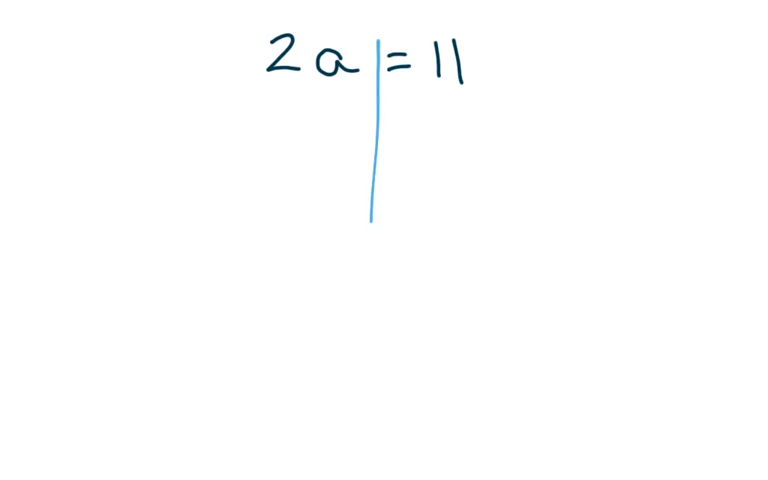 2a = 11